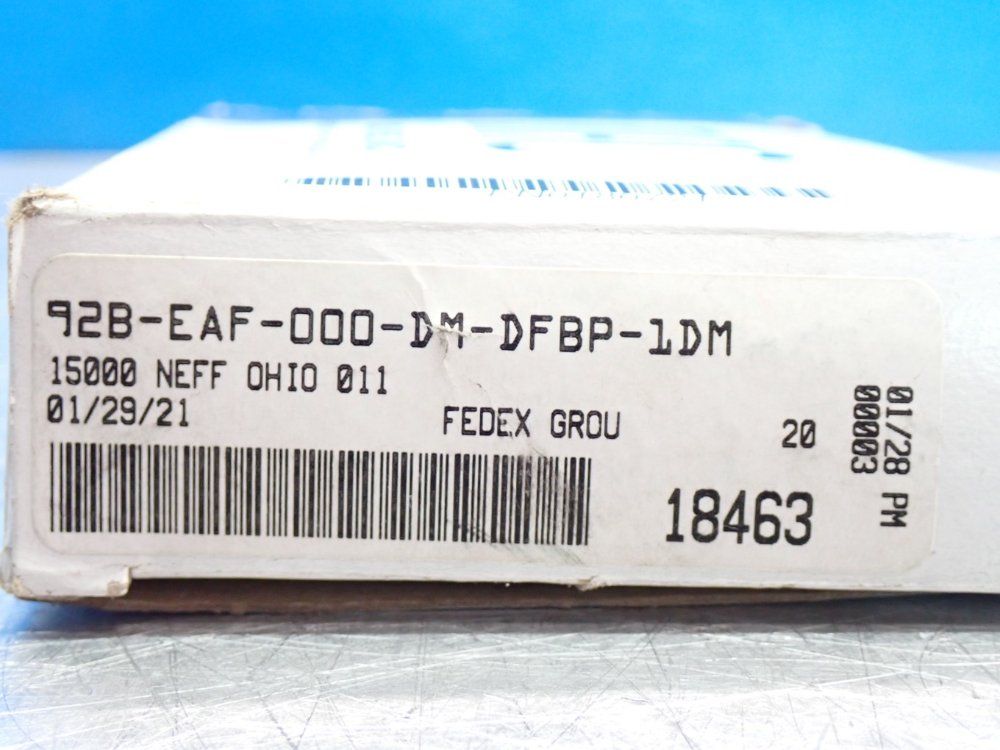 92B-EAF-000-DM-DFBP-1DM
15000 NEFF OHIO 011
01/29/21
FEDEX GROU
20
18463
01/28 PM
00003